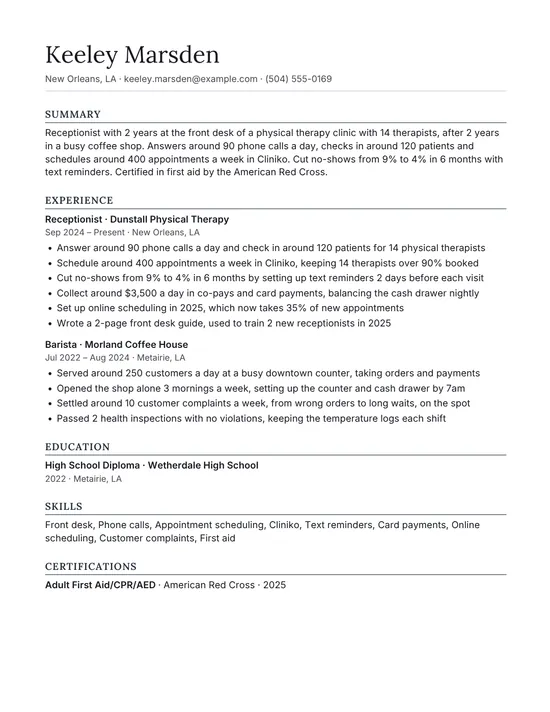 Keeley Marsden
New Orleans, LA · keeley.marsden@example.com · (504) 555-0169
SUMMARY
Receptionist with 2 years at the front desk of a physical therapy clinic with 14 therapists, after 2 years
in a busy coffee shop. Answers around 90 phone calls a day, checks in around 120 patients and
schedules around 400 appointments a week in Cliniko. Cut no-shows from 9% to 4% in 6 months with
text reminders. Certified in first aid by the American Red Cross.
EXPERIENCE
Receptionist · Dunstall Physical Therapy
Sep 2024 – Present · New Orleans, LA
• Answer around 90 phone calls a day and check in around 120 patients for 14 physical therapists
• Schedule around 400 appointments a week in Cliniko, keeping 14 therapists over 90% booked
• Cut no-shows from 9% to 4% in 6 months by setting up text reminders 2 days before each visit
• Collect around $3,500 a day in co-pays and card payments, balancing the cash drawer nightly
• Set up online scheduling in 2025, which now takes 35% of new appointments
• Wrote a 2-page front desk guide, used to train 2 new receptionists in 2025
Barista · Morland Coffee House
Jul 2022 – Aug 2024 · Metairie, LA
• Served around 250 customers a day at a busy downtown counter, taking orders and payments
• Opened the shop alone 3 mornings a week, setting up the counter and cash drawer by 7am
• Settled around 10 customer complaints a week, from wrong orders to long waits, on the spot
• Passed 2 health inspections with no violations, keeping the temperature logs each shift
EDUCATION
High School Diploma · Wetherdale High School
2022 · Metairie, LA
SKILLS
Front desk, Phone calls, Appointment scheduling, Cliniko, Text reminders, Card payments, Online
scheduling, Customer complaints, First aid
CERTIFICATIONS
Adult First Aid/CPR/AED · American Red Cross · 2025